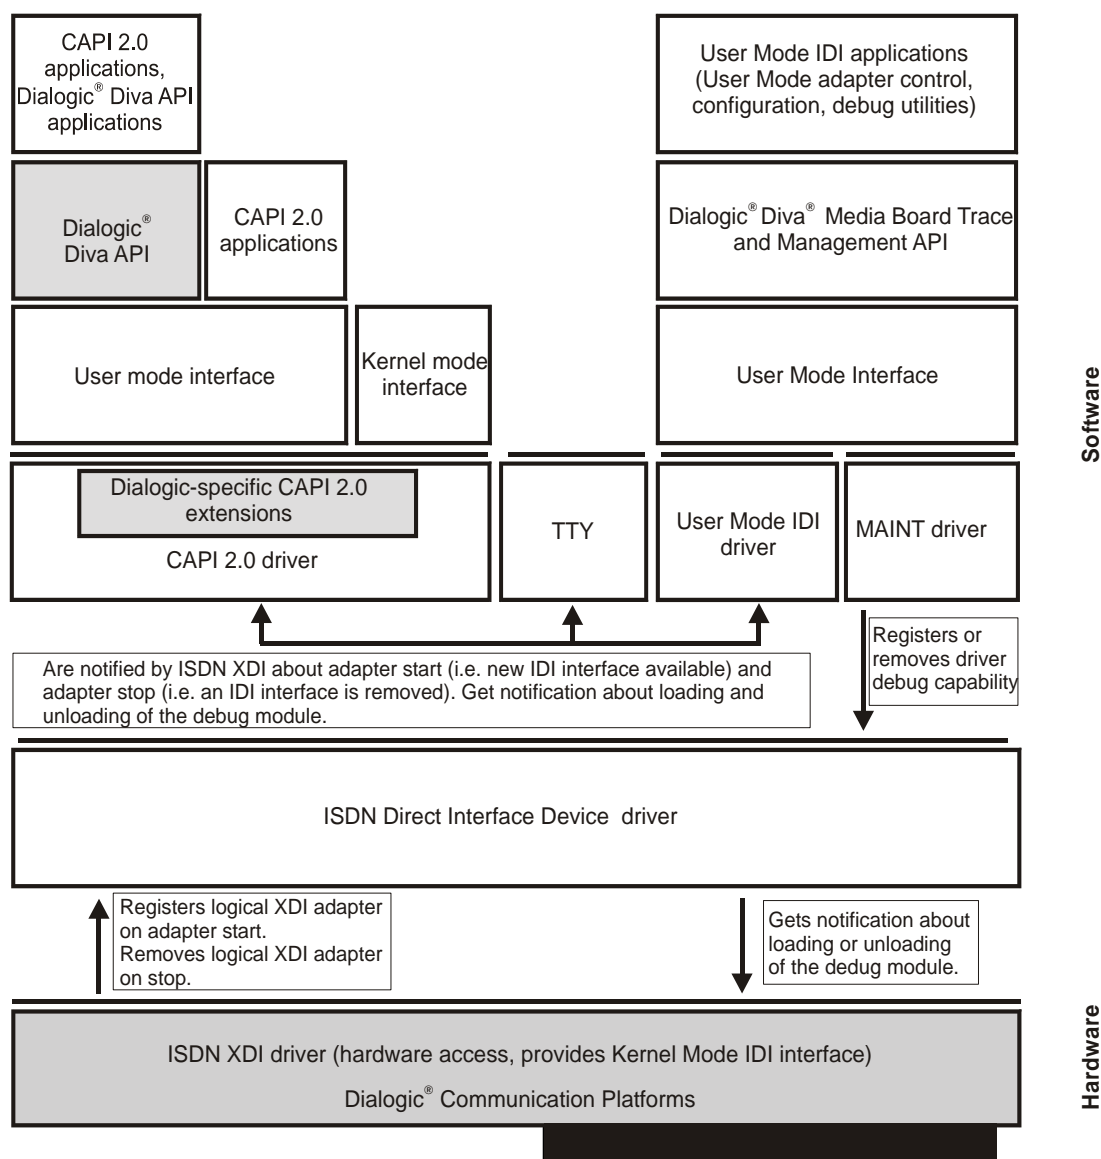 CAPI 2.0
applications,
Dialogic® Diva API
applications
User Mode IDI applications
(User Mode adapter control,
configuration, debug utilities)
Dialogic®
Diva API
CAPI 2.0
applications
Dialogic® Diva® Media Board Trace
and Management API
User mode interface
Kernel mode
interface
User Mode Interface
Software
Dialogic-specific CAPI 2.0
extensions
CAPI 2.0 driver
TTY
User Mode IDI
driver
MAINT driver
Are notified by ISDN XDI about adapter start (i.e. new IDI interface available) and
adapter stop (i.e. an IDI interface is removed). Get notification about loading and
unloading of the debug module.
Registers or
removes driver
debug capability
ISDN Direct Interface Device driver
Registers logical XDI adapter
on adapter start.
Removes logical XDI adapter
on stop.
Gets notification about
loading or unloading
of the dedug module.
ISDN XDI driver (hardware access, provides Kernel Mode IDI interface)
Dialogic® Communication Platforms
Hardware